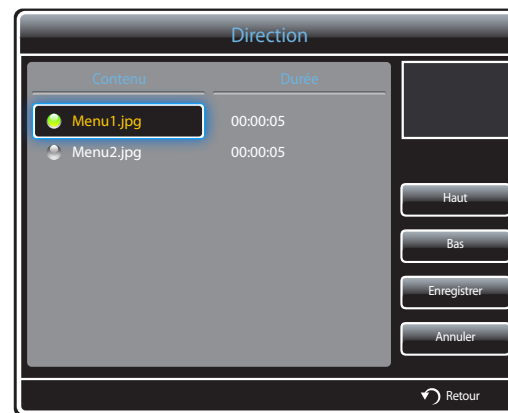 Direction
Contenu Durée
Menu1.jpg 00:00:05
Menu2.jpg 00:00:05
Haut
Bas
Enregistrer
Annuler
Retour